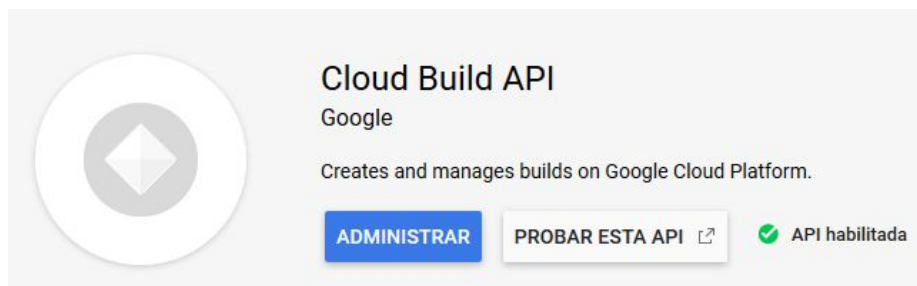 Cloud Build API
Google
Creates and manages builds on Google Cloud Platform.
ADMINISTRAR PROBAR ESTA API API habilitada